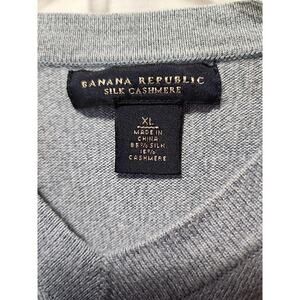 BANANA REPUBLIC
SILK CASHMERE
XL
MADE IN
CHINA
85% SILK
15%
CASHMERE